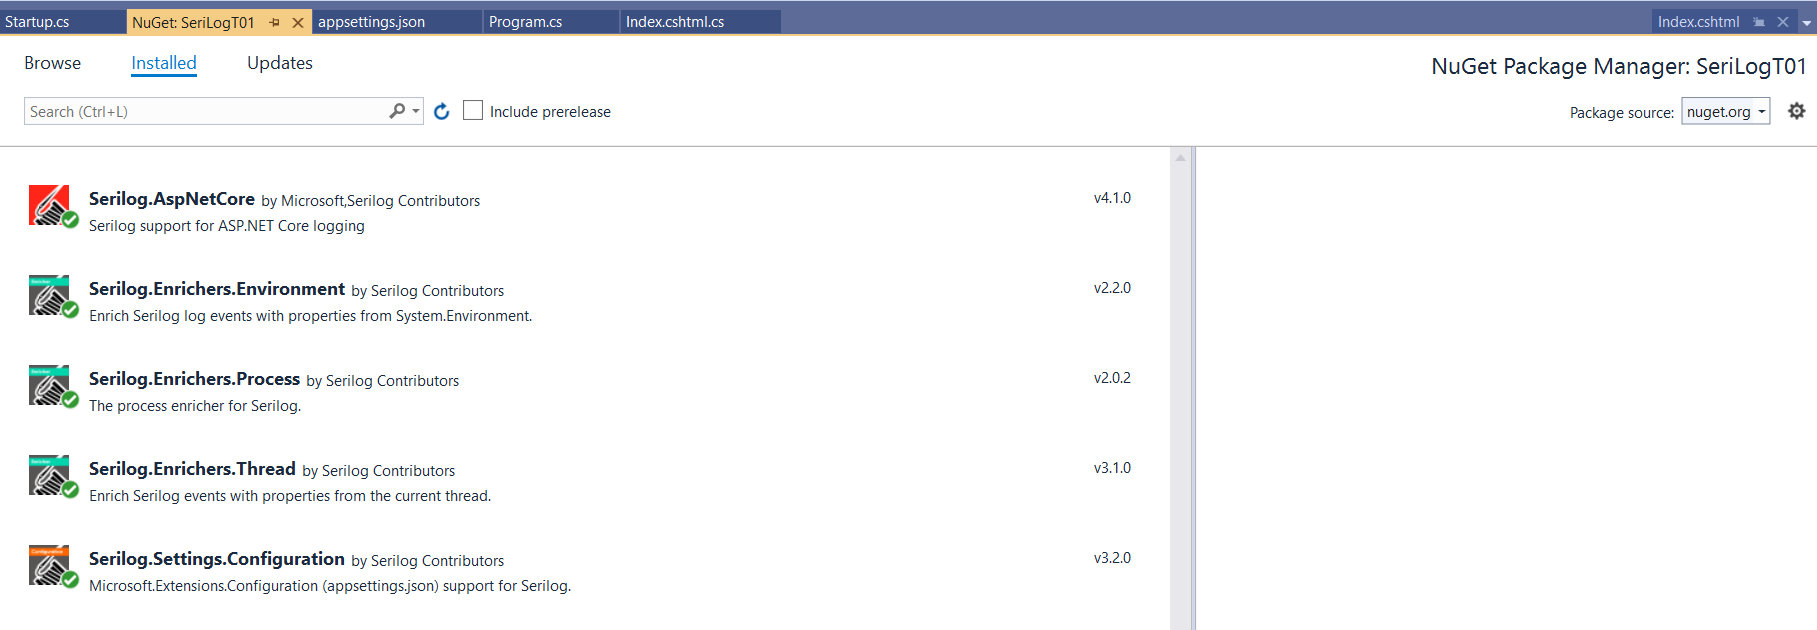 Startup.cs NuGet: SeriLogT01 appsettings.json Program.cs Index.cshtml.cs Index.cshtml
Browse Installed Updates
NuGet Package Manager: SeriLogT01
Search (Ctrl+L) Include prerelease
Package source: nuget.org
Serilog.AspNetCore by Microsoft,Serilog Contributors v4.1.0
Serilog support for ASP.NET Core logging
Serilog.Enrichers.Environment by Serilog Contributors v2.2.0
Enrich Serilog log events with properties from System.Environment.
Serilog.Enrichers.Process by Serilog Contributors v2.0.2
The process enricher for Serilog.
Serilog.Enrichers.Thread by Serilog Contributors v3.1.0
Enrich Serilog events with properties from the current thread.
Configuration
Serilog.Settings.Configuration by Serilog Contributors v3.2.0
Microsoft.Extensions.Configuration (appsettings.json) support for Serilog.